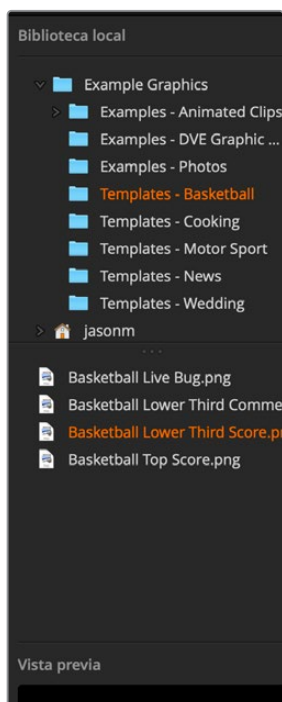 Biblioteca local
Example Graphics
Examples - Animated Clips
Examples - DVE Graphic ...
Examples - Photos
Templates - Basketball
Templates - Cooking
Templates - Motor Sport
Templates - News
Templates - Wedding
jasonm
Basketball Live Bug.png
Basketball Lower Third Comme
Basketball Lower Third Score.p
Basketball Top Score.png
Vista previa